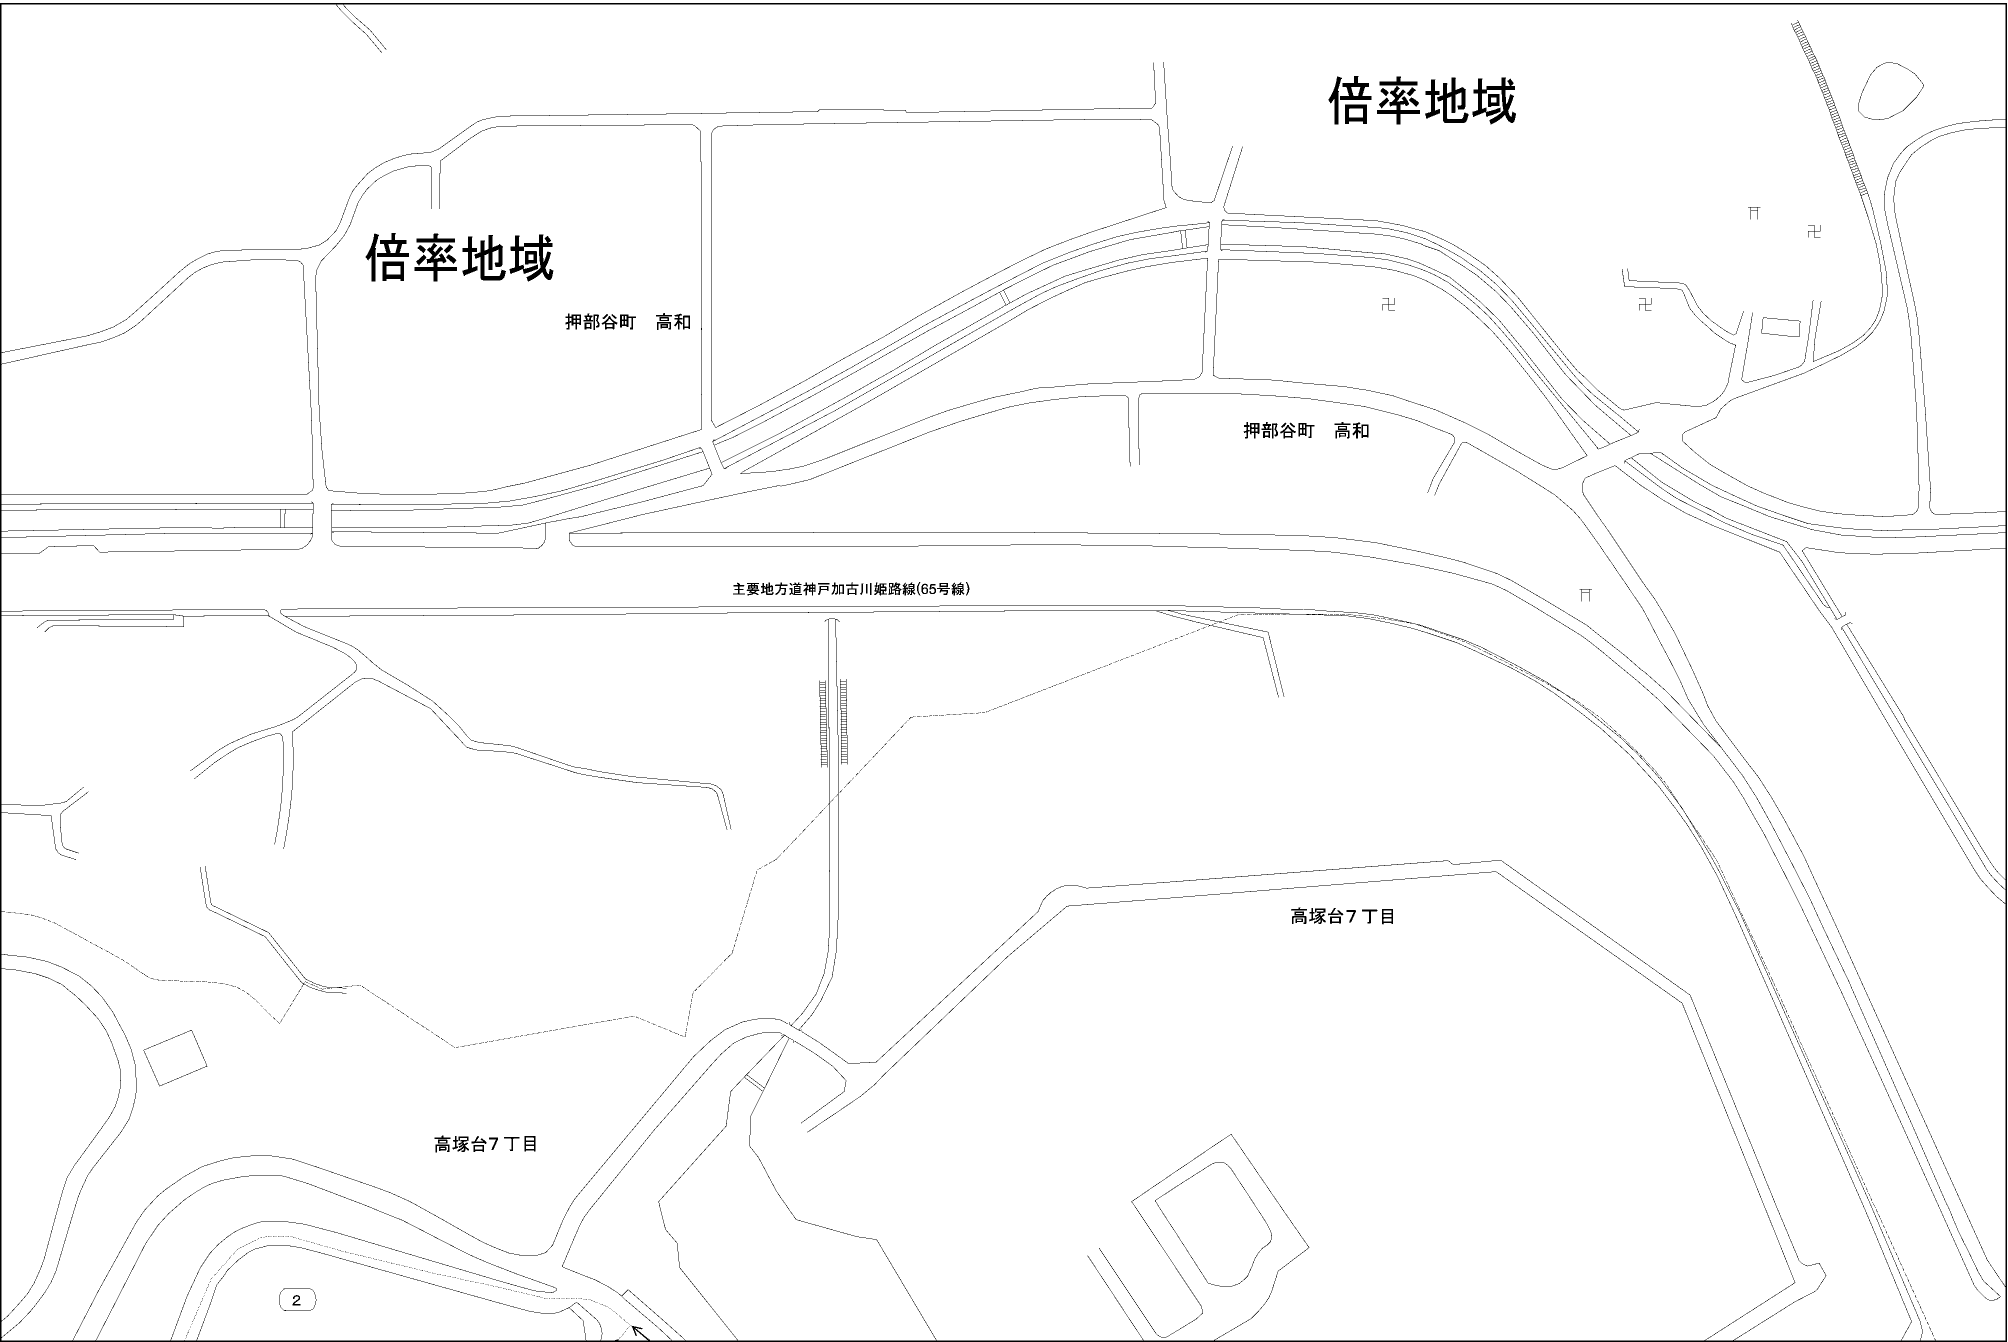 倍率地域
倍率地域
押部谷町　高和
押部谷町　高和
主要地方道神戸加古川姫路線(65号線)
高塚台７丁目
高塚台７丁目
2